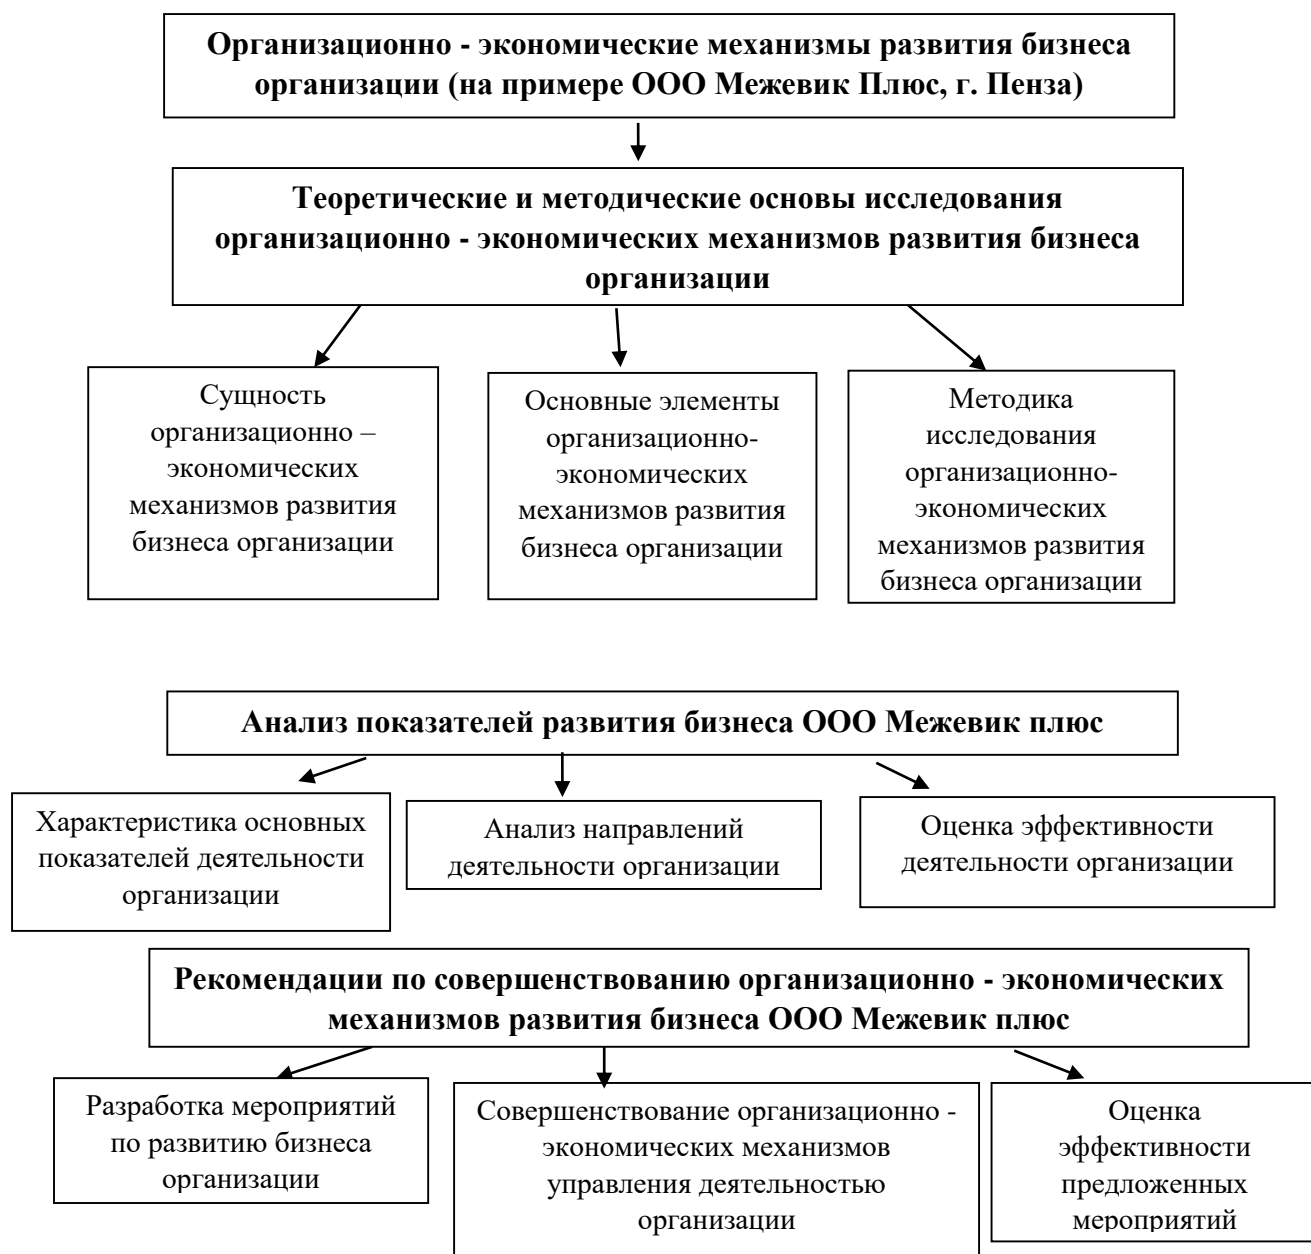 Организационно - экономические механизмы развития бизнеса
организации (на примере ООО Межевик Плюс, г. Пенза)
Теоретические и методические основы исследования
организационно - экономических механизмов развития бизнеса
организации
Сущность
организационно –
экономических
механизмов развития
бизнеса организации
Основные элементы
организационно-
экономических
механизмов развития
бизнеса организации
Методика
исследования
организационно-
экономических
механизмов развития
бизнеса организации
Анализ показателей развития бизнеса ООО Межевик плюс
Характеристика основных
показателей деятельности
организации
Анализ направлений
деятельности организации
Оценка эффективности
деятельности организации
Рекомендации по совершенствованию организационно - экономических
механизмов развития бизнеса ООО Межевик плюс
Разработка мероприятий
по развитию бизнеса
организации
Совершенствование организационно -
экономических механизмов
управления деятельностью
организации
Оценка
эффективности
предложенных
мероприятий